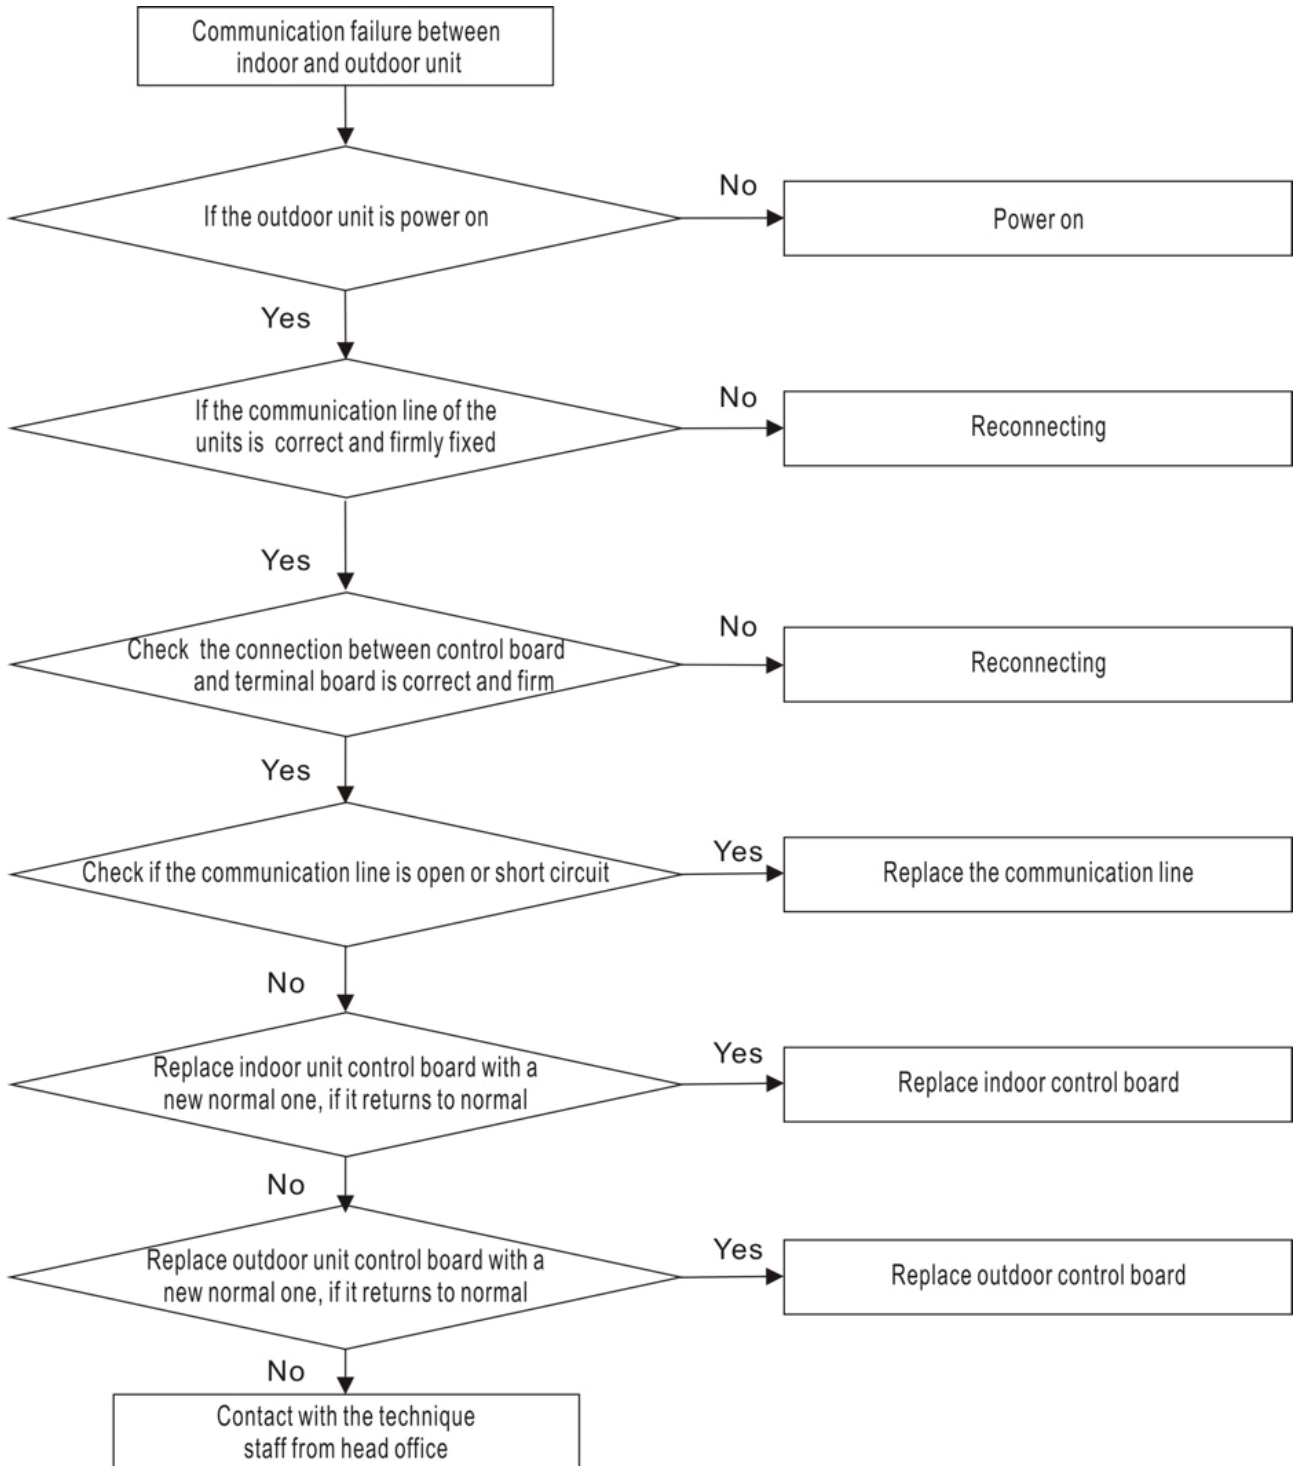 Communication failure between
indoor and outdoor unit
If the outdoor unit is power on
No
Power on
Yes
If the communication line of the
units is correct and firmly fixed
No
Reconnecting
Yes
Check the connection between control board
and terminal board is correct and firm
No
Reconnecting
Yes
Check if the communication line is open or short circuit
Yes
Replace the communication line
No
Replace indoor unit control board with a
new normal one, if it returns to normal
Yes
Replace indoor control board
No
Replace outdoor unit control board with a
new normal one, if it returns to normal
Yes
Replace outdoor control board
No
Contact with the technique
staff from head office